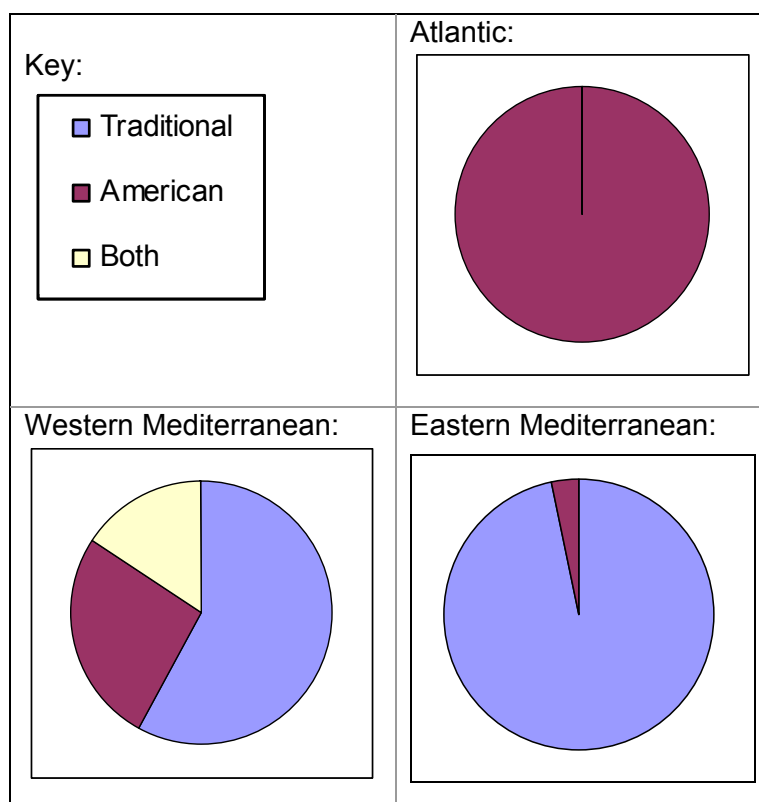 Key:
Traditional
American
Both
Atlantic:
Western Mediterranean:
Eastern Mediterranean: